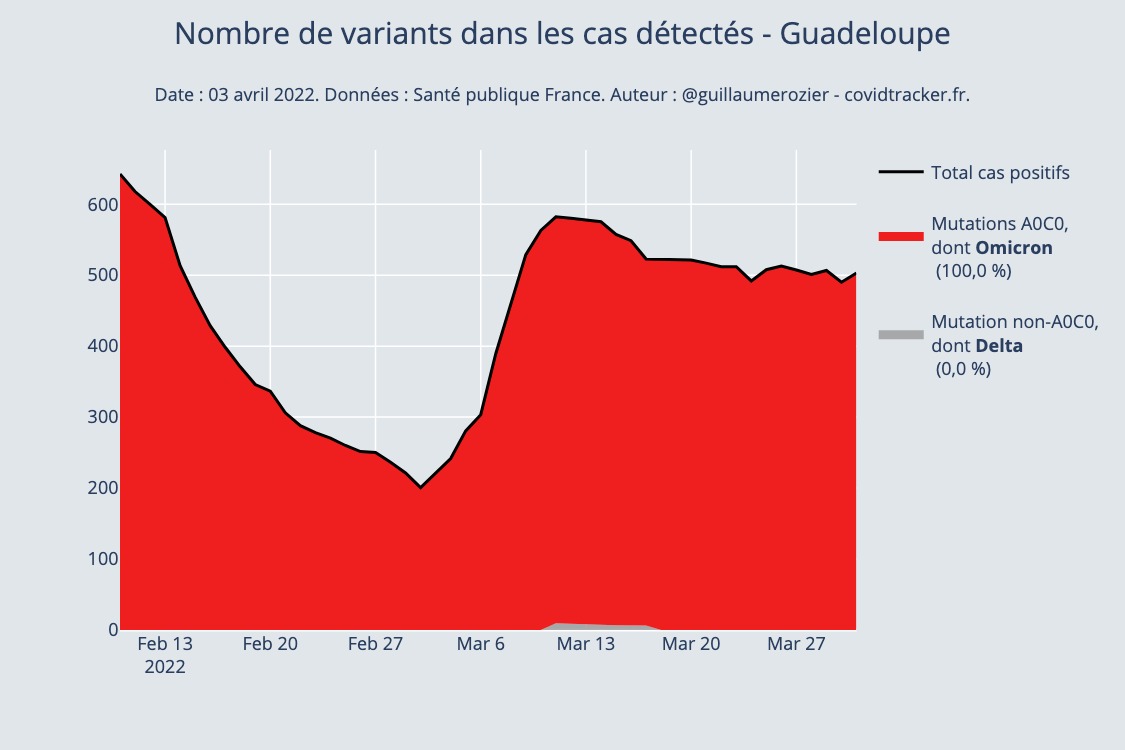 Nombre de variants dans les cas détectés - Guadeloupe
Date : 03 avril 2022. Données : Santé publique France. Auteur : @guillaumerozier - covidtracker.fr.
Total cas positifs
Mutations A0C0,
dont Omicron
(100,0 %)
Mutation non-A0C0,
dont Delta
(0,0 %)
600
500
400
300
200
100
0
Feb 13 Feb 20 Feb 27 Mar 6 Mar 13 Mar 20 Mar 27
2022